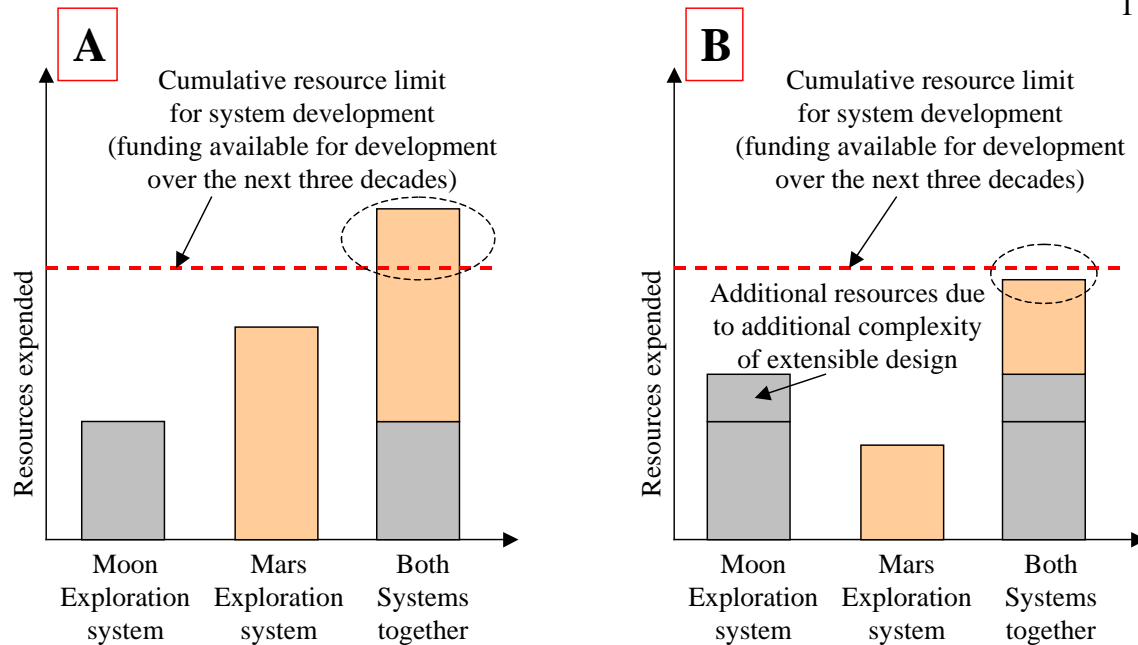 A
Cumulative resource limit
for system development
(funding available for development
over the next three decades)
Resources expended
Moon
Exploration
system
Mars
Exploration
system
Both
Systems
together
B
Cumulative resource limit
for system development
(funding available for development
over the next three decades)
Additional resources due
to additional complexity
of extensible design
Resources expended
Moon
Exploration
system
Mars
Exploration
system
Both
Systems
together